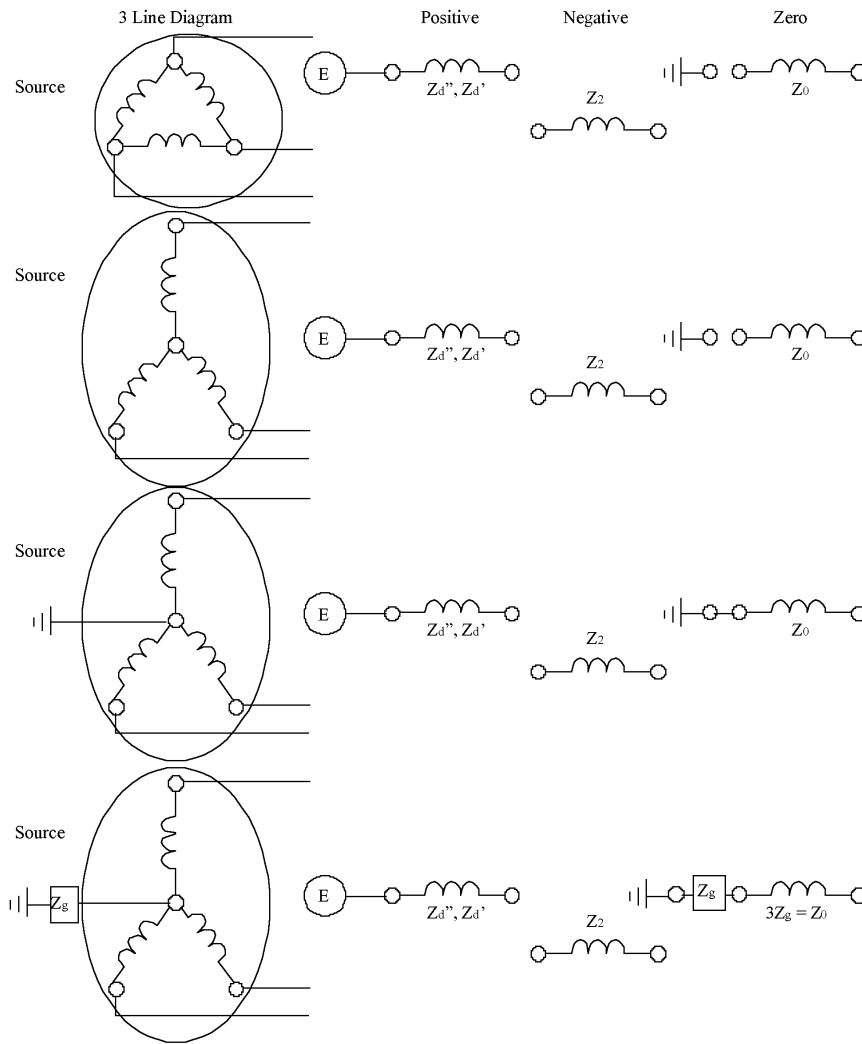 3 Line Diagram Positive Negative Zero
Source E Zd'', Zd' Z2 Z0
Source E Zd'', Zd' Z2 Z0
Source E Zd'', Zd' Z2 Z0
Source Zg E Zd'', Zd' Z2 Zg 3Zg = Z0